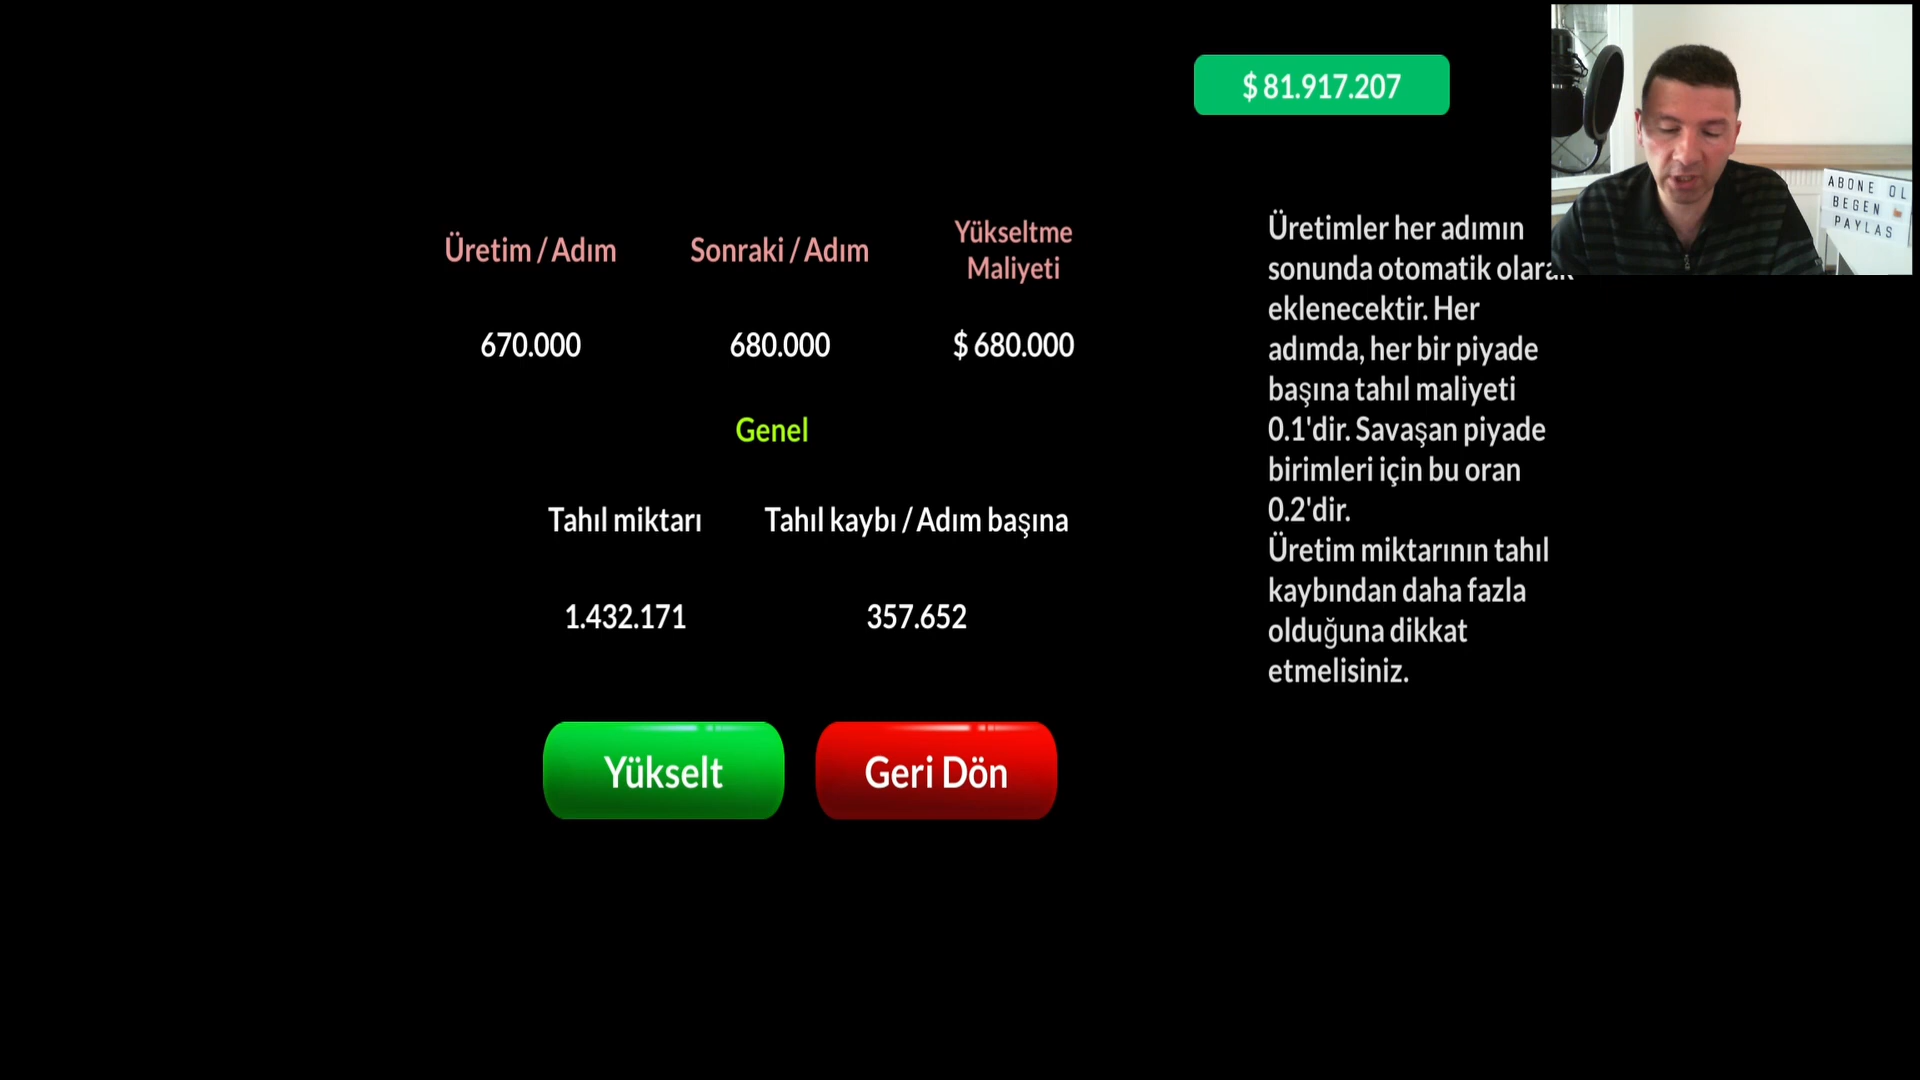 $ 81.917.207
ABONE OL
BEGEN
PAYLAS
Üretim / Adım
Sonraki / Adım
Yükseltme
Maliyeti
670.000
680.000
$ 680.000
Genel
Tahıl miktarı
Tahıl kaybı / Adım başına
1.432.171
357.652
Yükselt
Geri Dön
Üretimler her adımın
sonunda otomatik olarak
eklenecektir. Her
adımda, her bir piyade
başına tahıl maliyeti
0.1'dir. Savaşan piyade
birimleri için bu oran
0.2'dir.
Üretim miktarının tahıl
kaybından daha fazla
olduğuna dikkat
etmelisiniz.